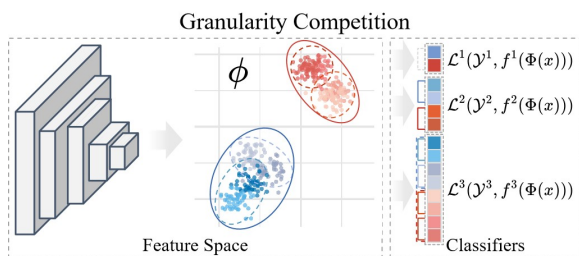 Granularity Competition
ϕ
ℒ¹(𝒴¹, f¹(Φ(x)))
ℒ²(𝒴², f²(Φ(x)))
ℒ³(𝒴³, f³(Φ(x)))
Feature Space
Classifiers